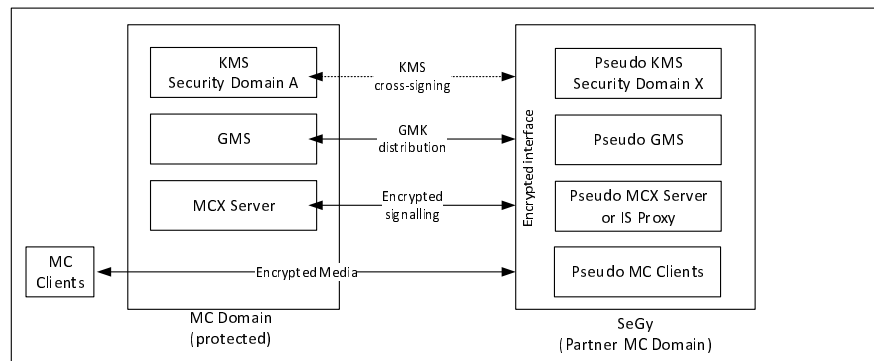 KMS
Security Domain A
GMS
MCX Server
MC
Clients
MC Domain
(protected)
KMS
cross-signing
GMK
distribution
Encrypted
signalling
Encrypted Media
Encrypted interface
Pseudo KMS
Security Domain X
Pseudo GMS
Pseudo MCX Server
or IS Proxy
Pseudo MC Clients
SeGy
(Partner MC Domain)